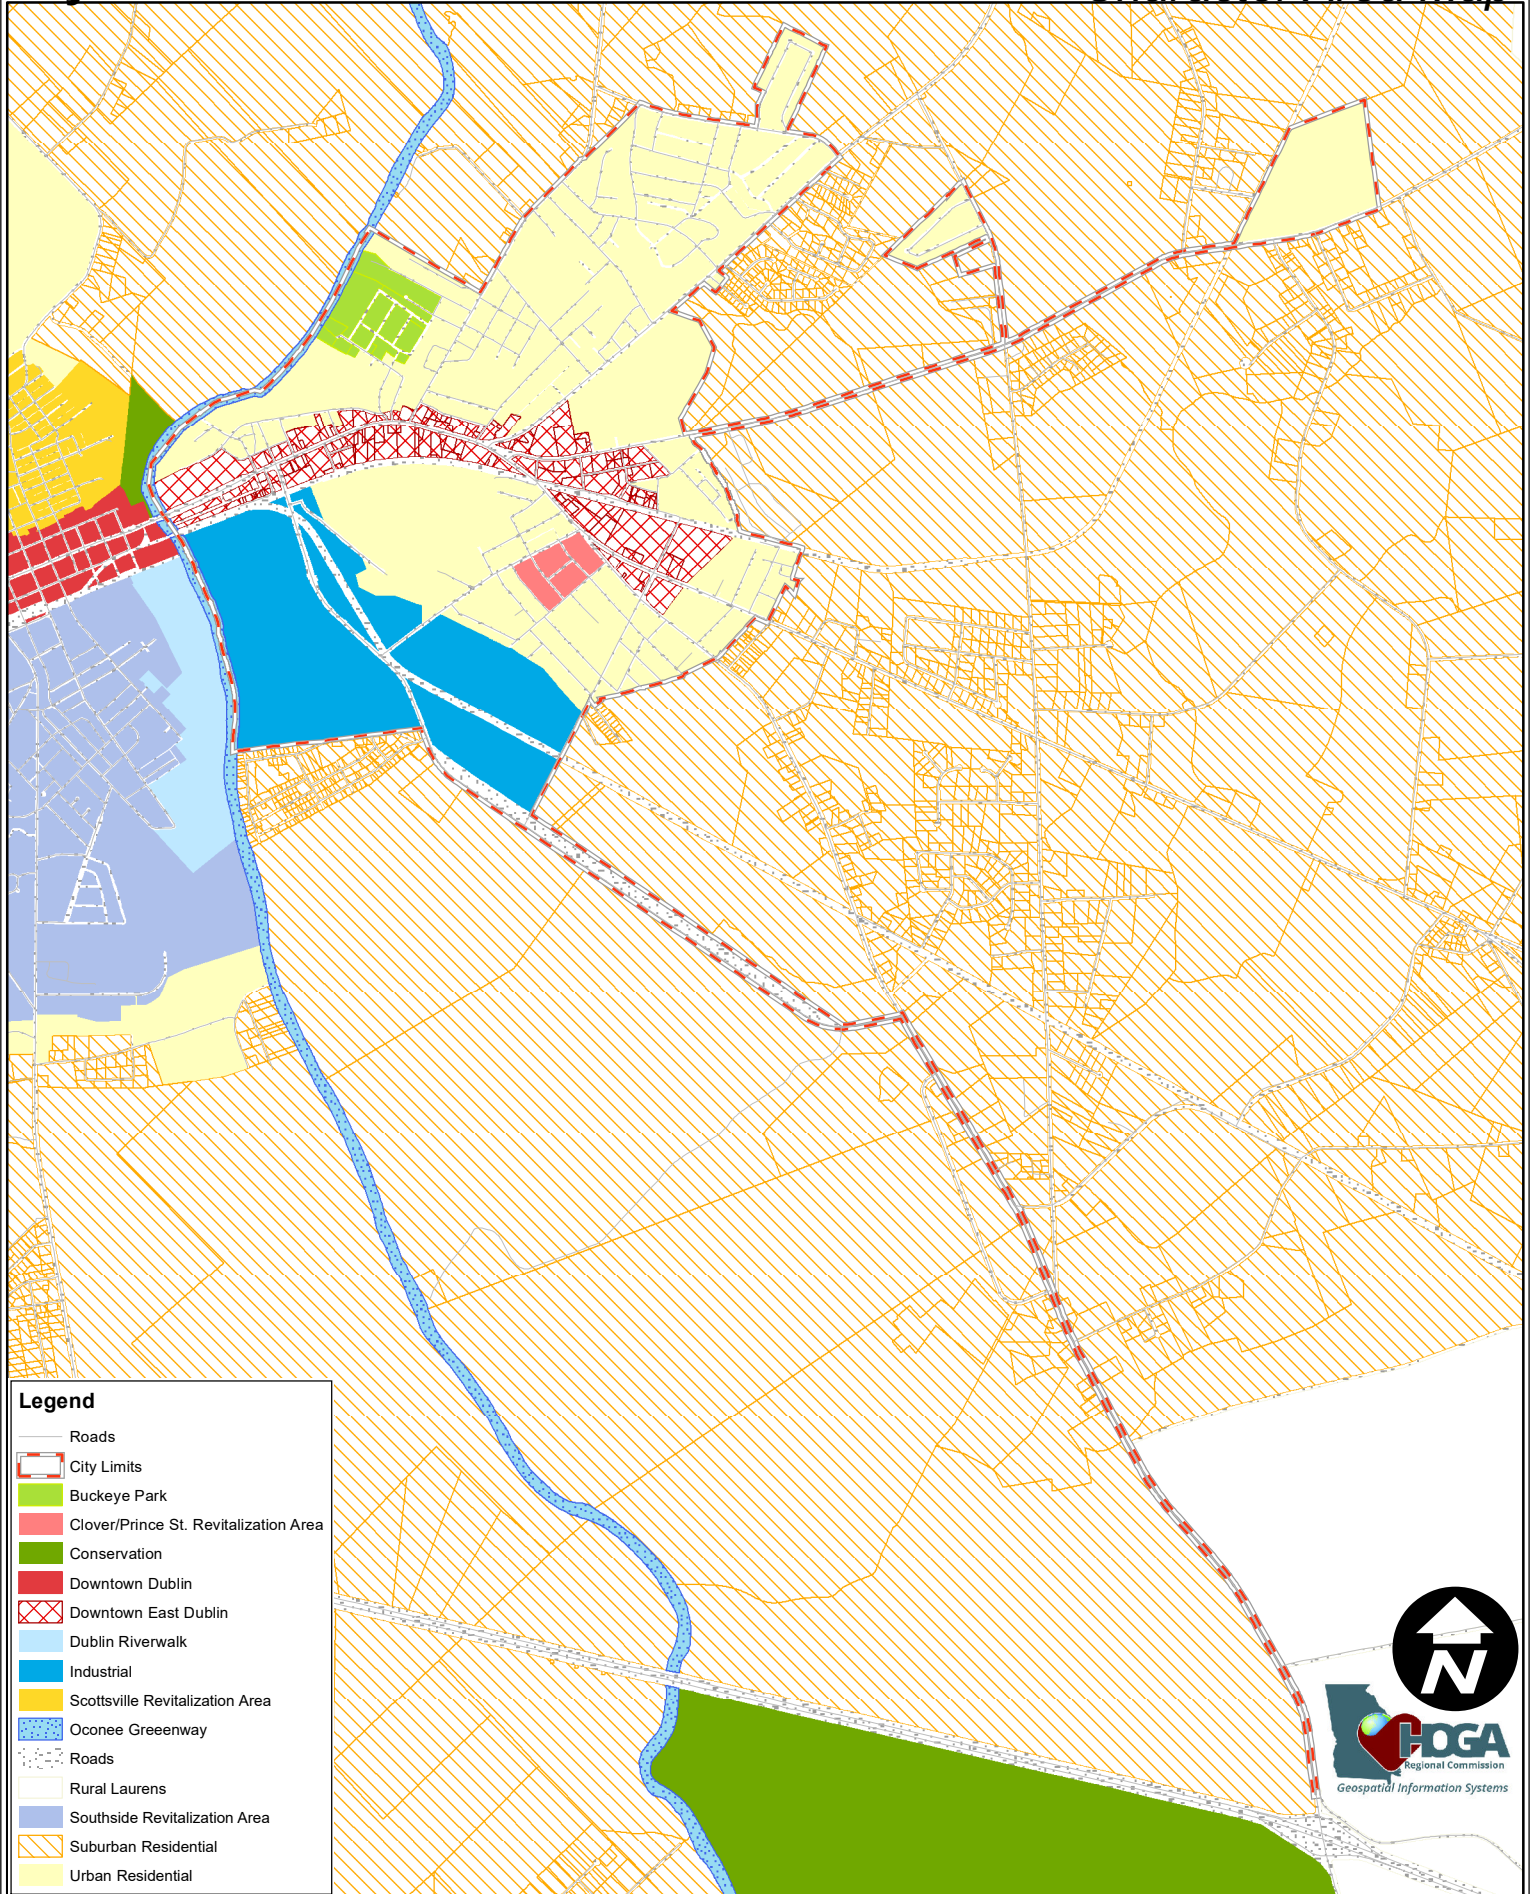 Legend
Roads
City Limits
Buckeye Park
Clover/Prince St. Revitalization Area
Conservation
Downtown Dublin
Downtown East Dublin
Dublin Riverwalk
Industrial
Scottsville Revitalization Area
Oconee Greeenway
Roads
Rural Laurens
Southside Revitalization Area
Suburban Residential
Urban Residential
N
HOGA
Regional Commission
Geospatial Information Systems